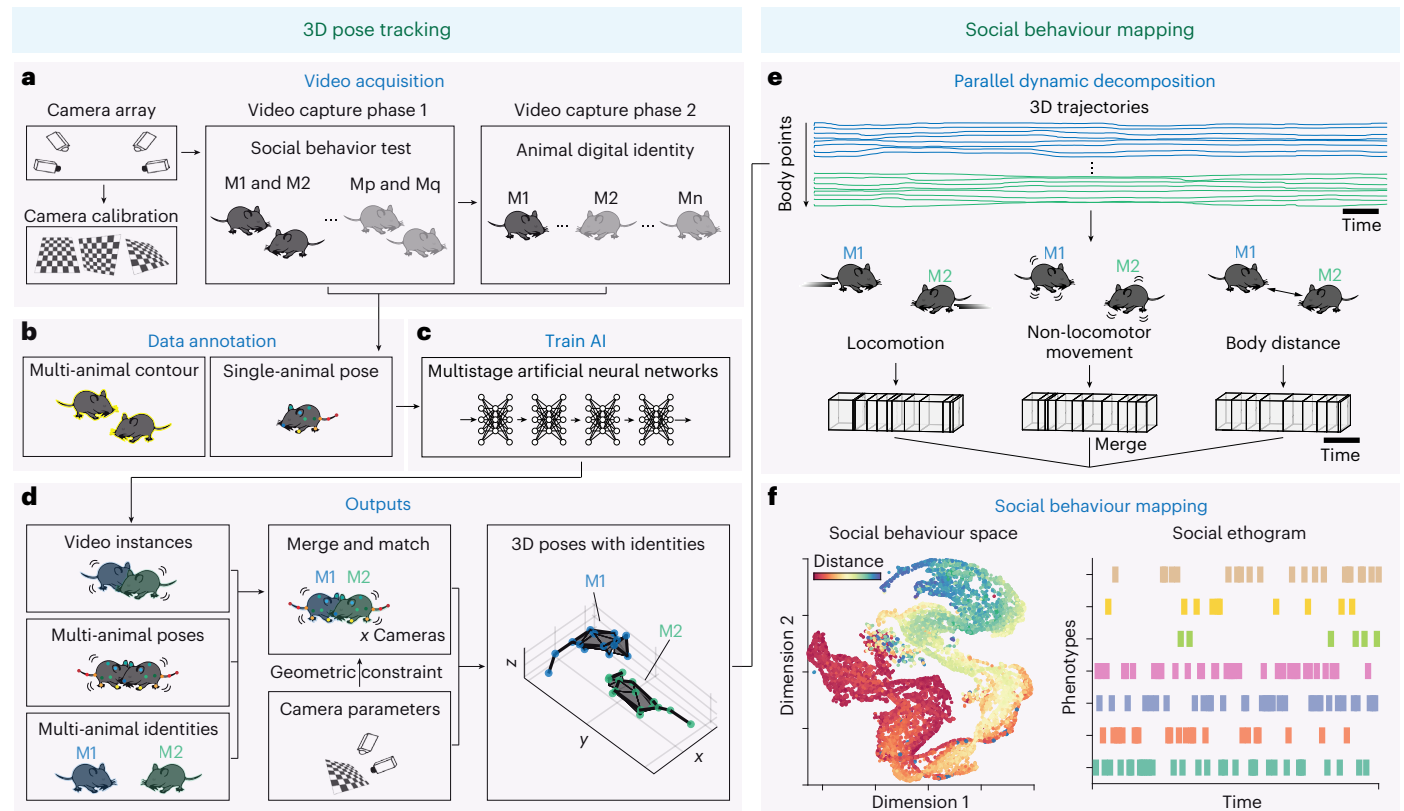 3D pose tracking
a
Video acquisition
Camera array
Video capture phase 1
Video capture phase 2
Social behavior test
Animal digital identity
M1 and M2
Mp and Mq
...
M1
...
M2
...
Mn
Camera calibration
b
Data annotation
Multi-animal contour
Single-animal pose
c
Train AI
Multistage artificial neural networks
d
Outputs
Video instances
Multi-animal poses
Multi-animal identities
M1
M2
Merge and match
M1
M2
x Cameras
Geometric constraint
Camera parameters
3D poses with identities
M1
M2
z
y
x
Social behaviour mapping
e
Parallel dynamic decomposition
3D trajectories
Body points
Time
M1
M2
M1
M2
M1
M2
Locomotion
Non-locomotor
movement
Body distance
Merge
Time
f
Social behaviour mapping
Social behaviour space
Distance
Dimension 2
Dimension 1
Social ethogram
Phenotypes
Time